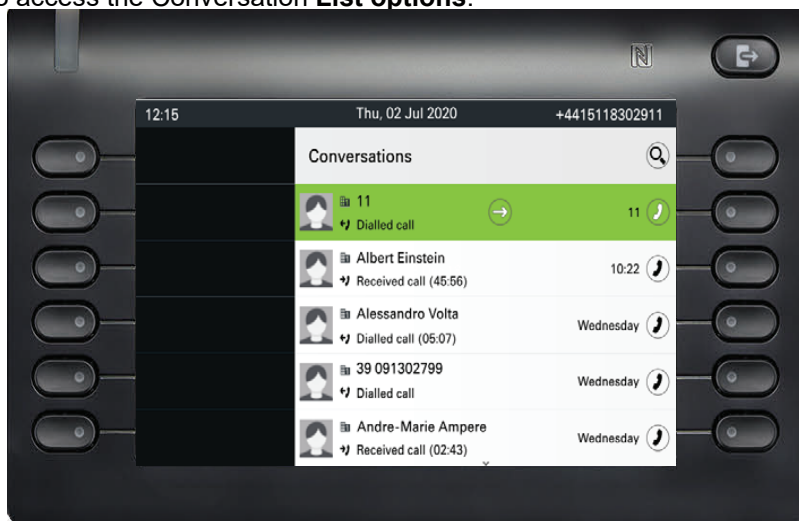 o access the Conversation List options.
N
12:15 Thu, 02 Jul 2020 +4415118302911
Conversations
11
Dialled call
11
Albert Einstein
Received call (45:56)
10:22
Alessandro Volta
Dialled call (05:07)
Wednesday
39 091302799
Dialled call
Wednesday
Andre-Marie Ampere
Received call (02:43)
Wednesday